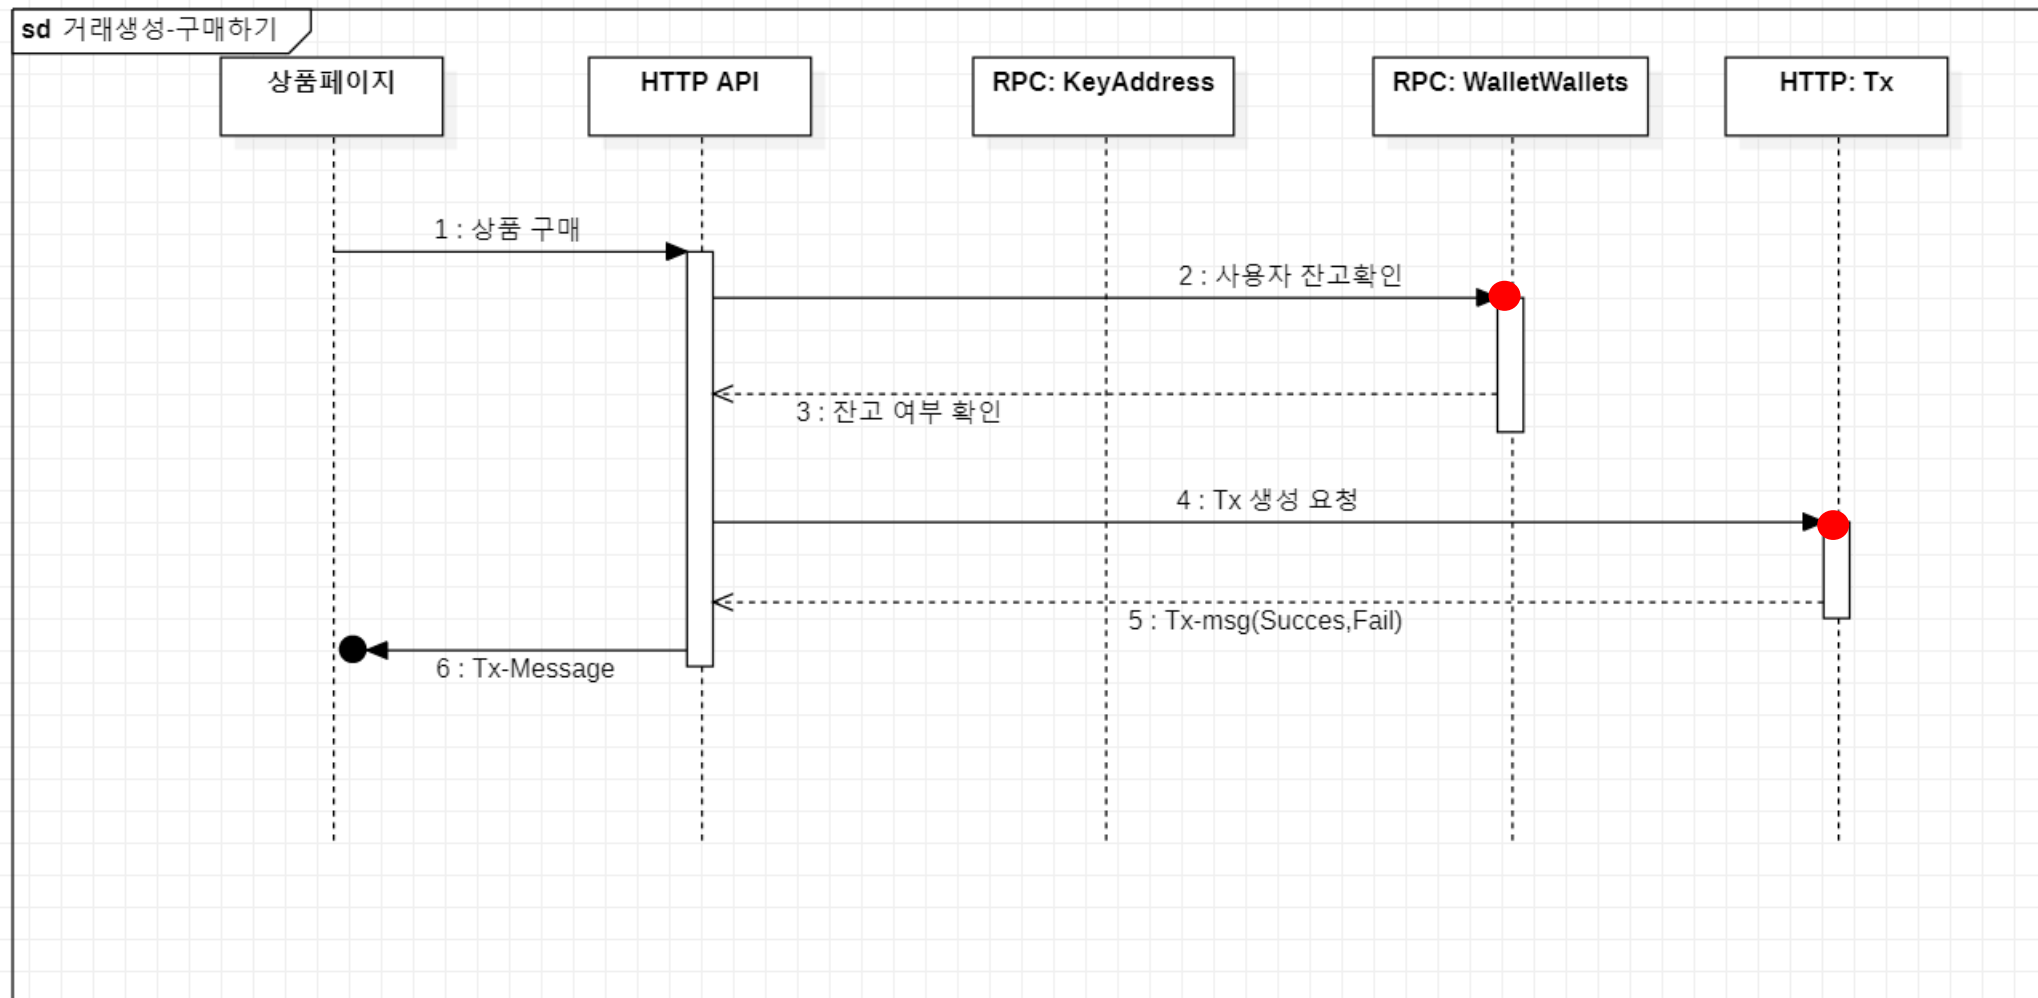 sd 거래생성-구매하기
상품페이지
HTTP API
RPC: KeyAddress
RPC: WalletWallets
HTTP: Tx
1 : 상품 구매
2 : 사용자 잔고확인
3 : 잔고 여부 확인
4 : Tx 생성 요청
5 : Tx-msg(Succes,Fail)
6 : Tx-Message